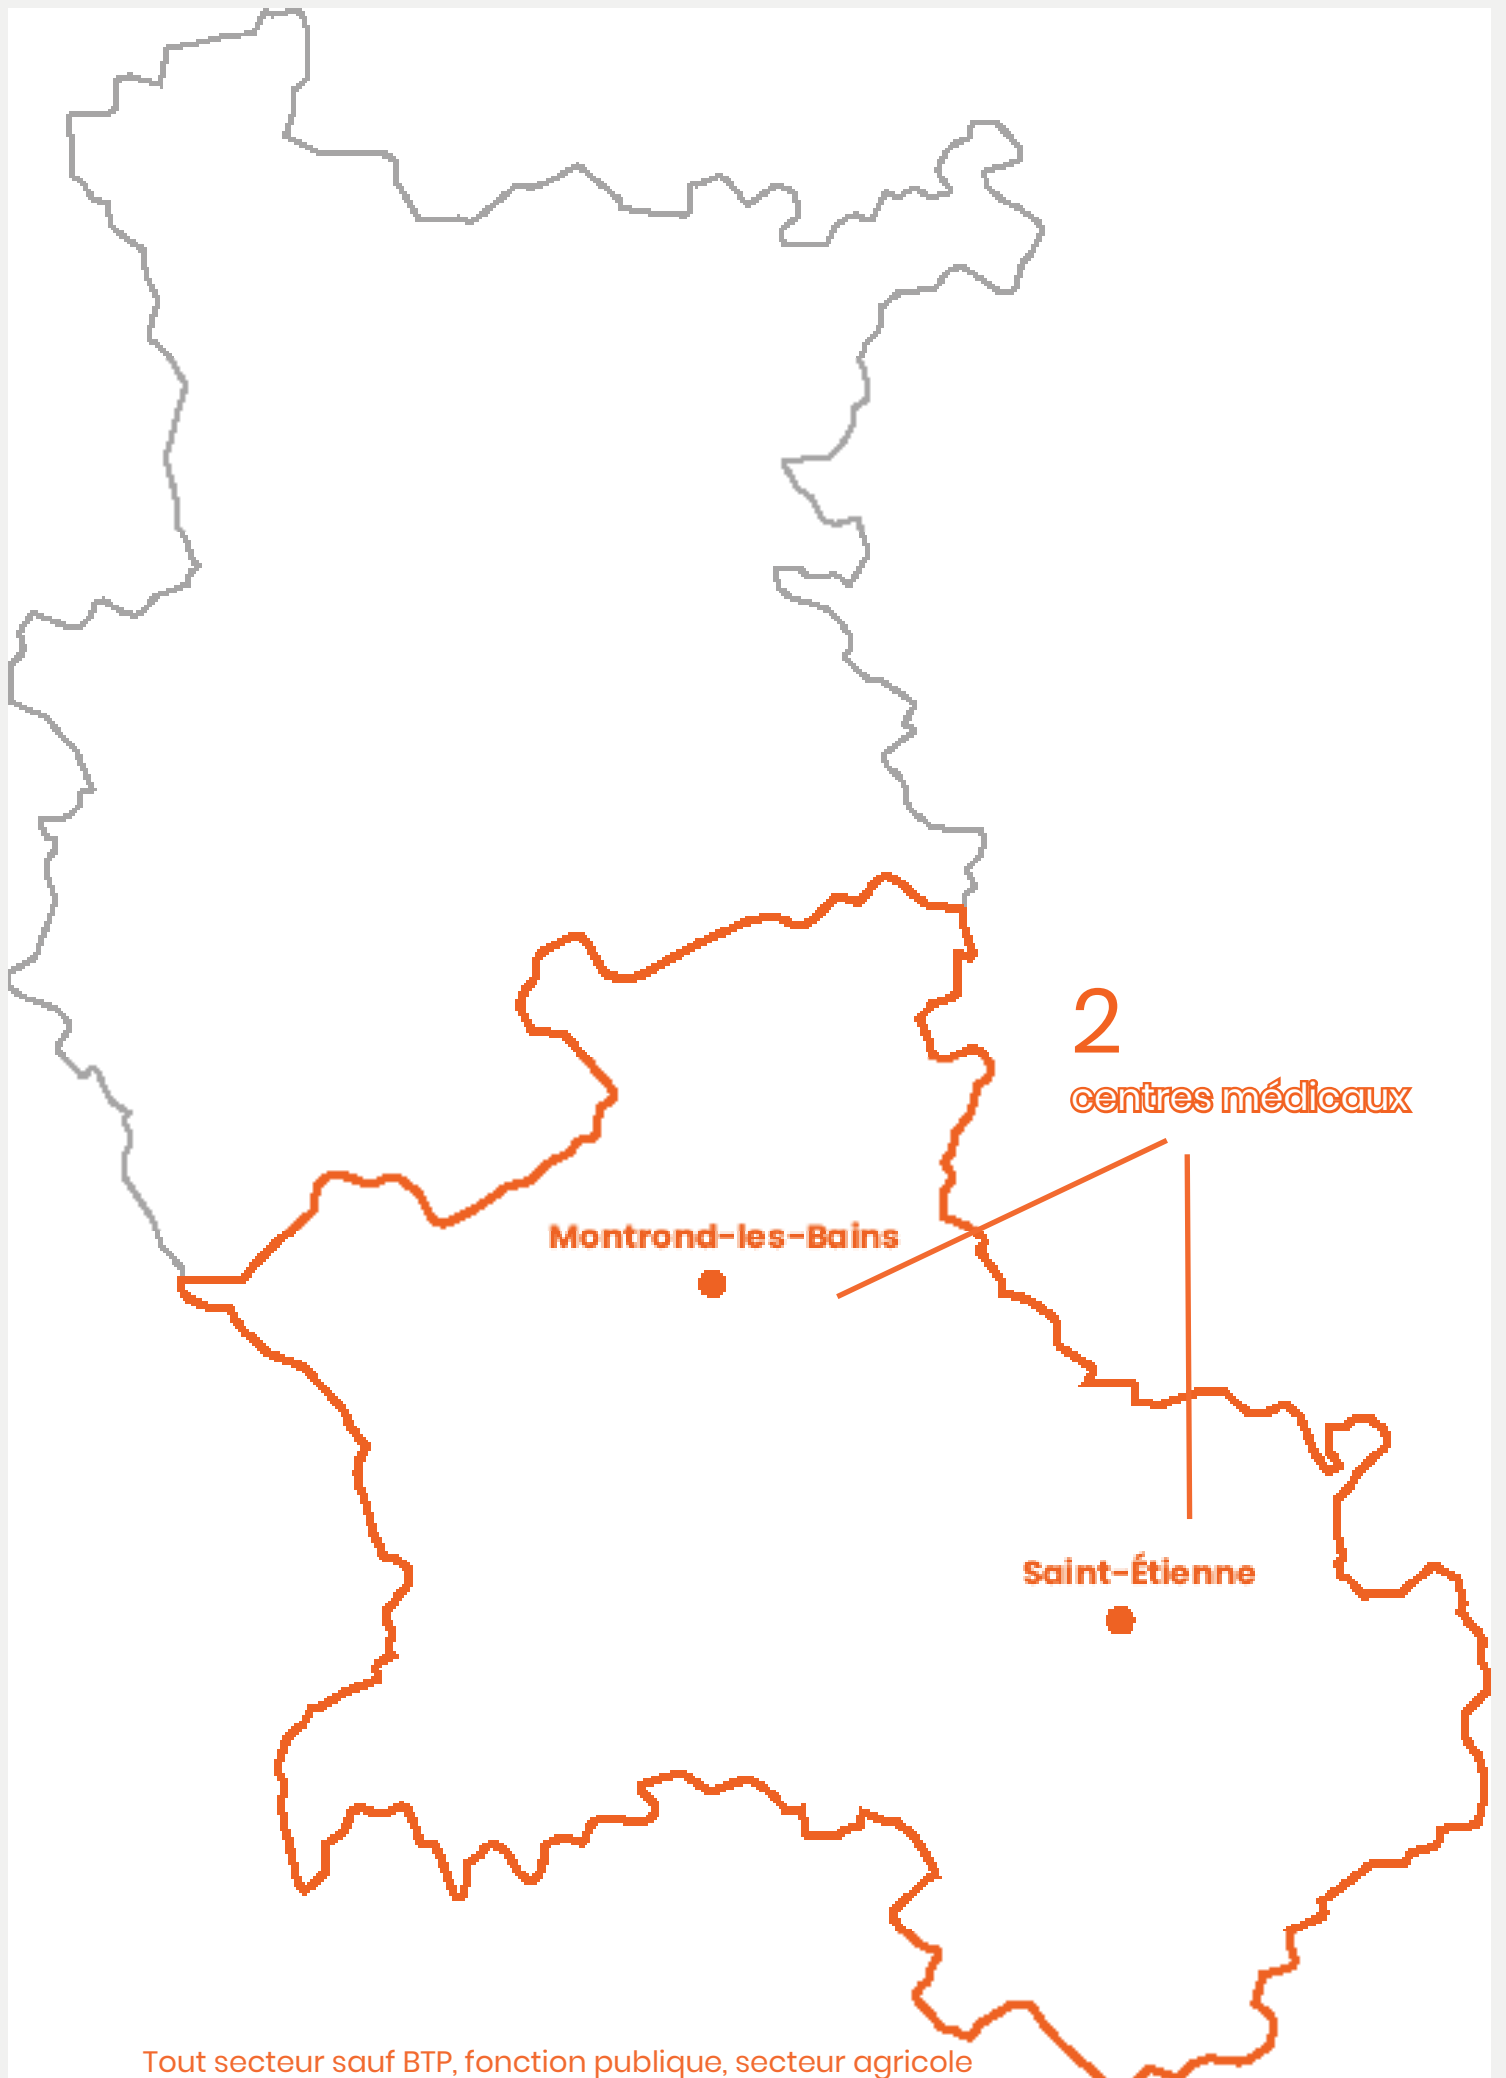 2
centres médicaux
Montrond-les-Bains
Saint-Étienne
Tout secteur sauf BTP, fonction publique, secteur agricole